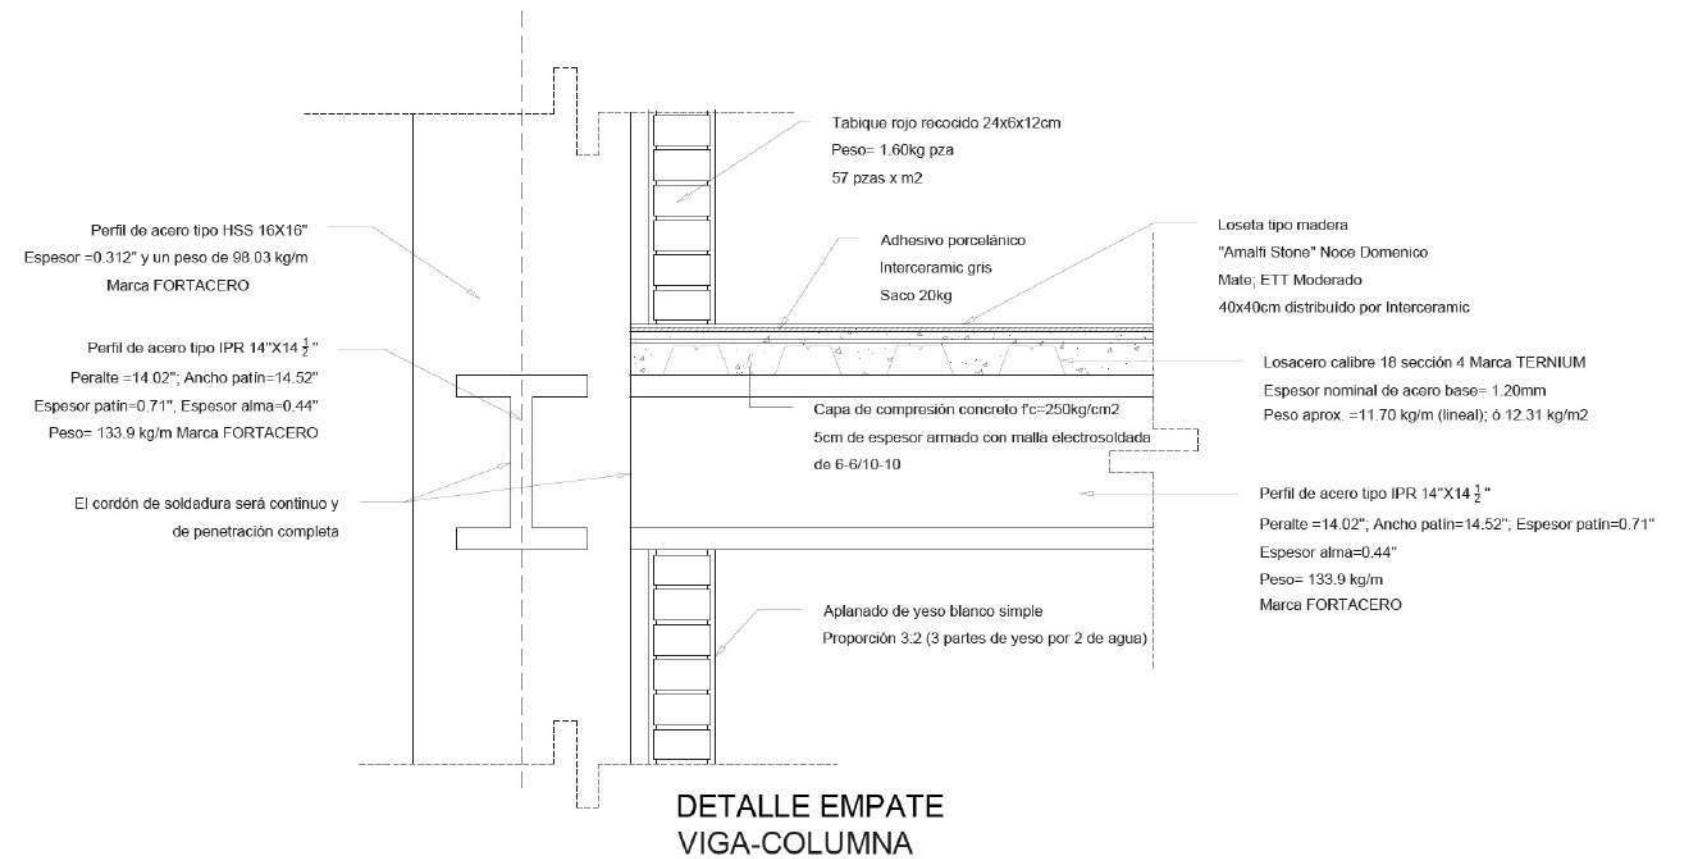 Tabique rojo recocido 24x6x12cm
Peso= 1.60kg pza
57 pzas x m2
Perfil de acero tipo HSS 16X16"
Espesor =0.312" y un peso de 98.03 kg/m
Marca FORTACERO
Adhesivo porcelánico
Interceramic gris
Saco 20kg
Loseta tipo madera
"Amalfi Stone" Noce Domenico
Mate; ETT Moderado
40x40cm distribuído por Interceramic
Perfil de acero tipo IPR 14"X14 1/2"
Peralte =14.02"; Ancho patín=14.52"
Espesor patín=0.71", Espesor alma=0.44"
Peso= 133.9 kg/m Marca FORTACERO
Losacero calibre 18 sección 4 Marca TERNIUM
Espesor nominal de acero base= 1.20mm
Peso aprox. =11.70 kg/m (lineal); ó 12.31 kg/m2
Capa de compresión concreto f'c=250kg/cm2
5cm de espesor armado con malla electrosoldada
de 6-6/10-10
El cordón de soldadura será continuo y
de penetración completa
Perfil de acero tipo IPR 14"X14 1/2"
Peralte =14.02"; Ancho patín=14.52"; Espesor patín=0.71"
Espesor alma=0.44"
Peso= 133.9 kg/m
Marca FORTACERO
Aplanado de yeso blanco simple
Proporción 3:2 (3 partes de yeso por 2 de agua)
DETALLE EMPATE
VIGA-COLUMNA